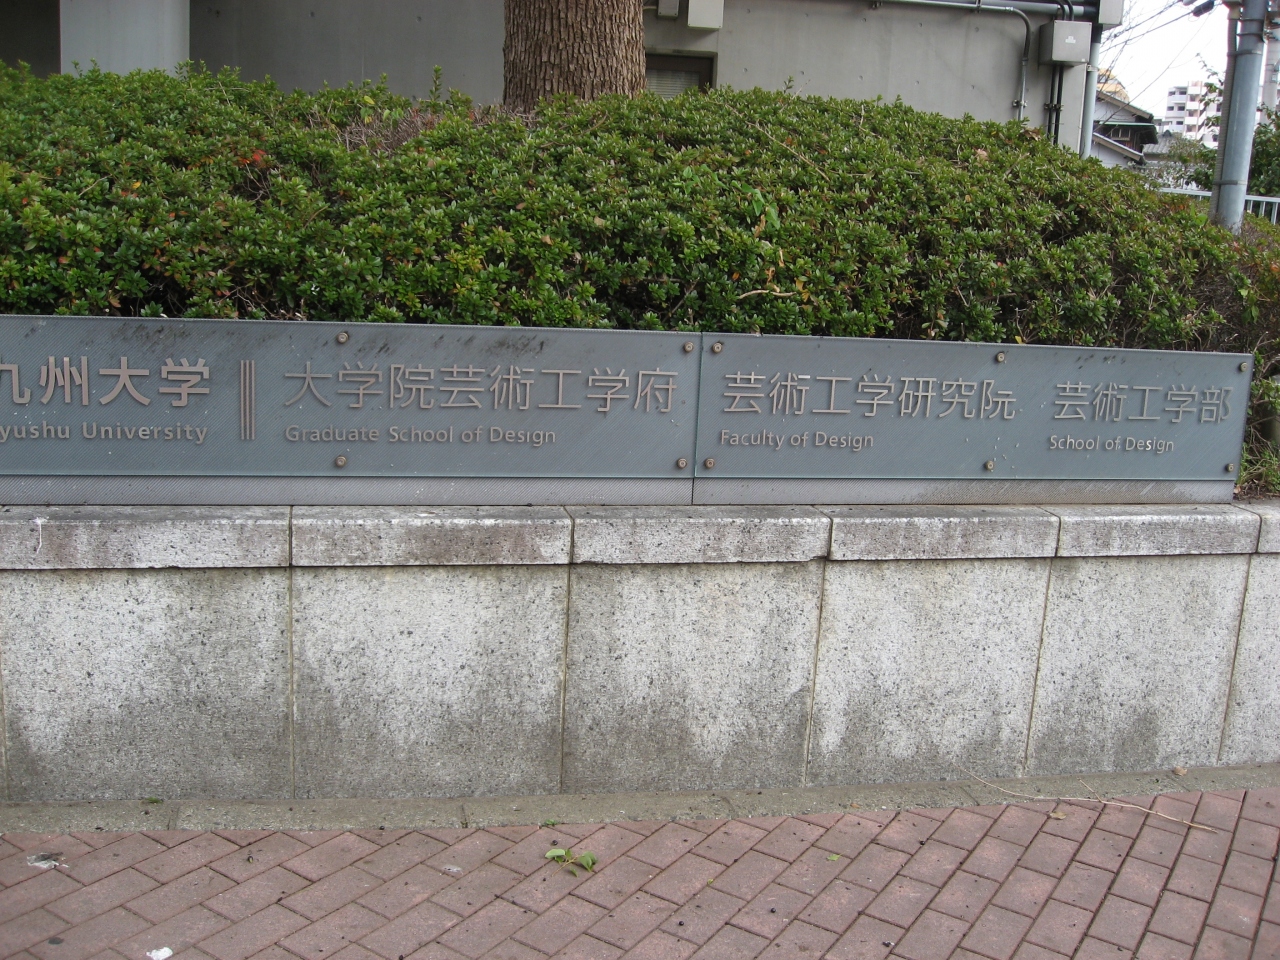 九州大学
yushu University
大学院芸術工学府
Graduate School of Design
芸術工学研究院
Faculty of Design
芸術工学部
School of Design